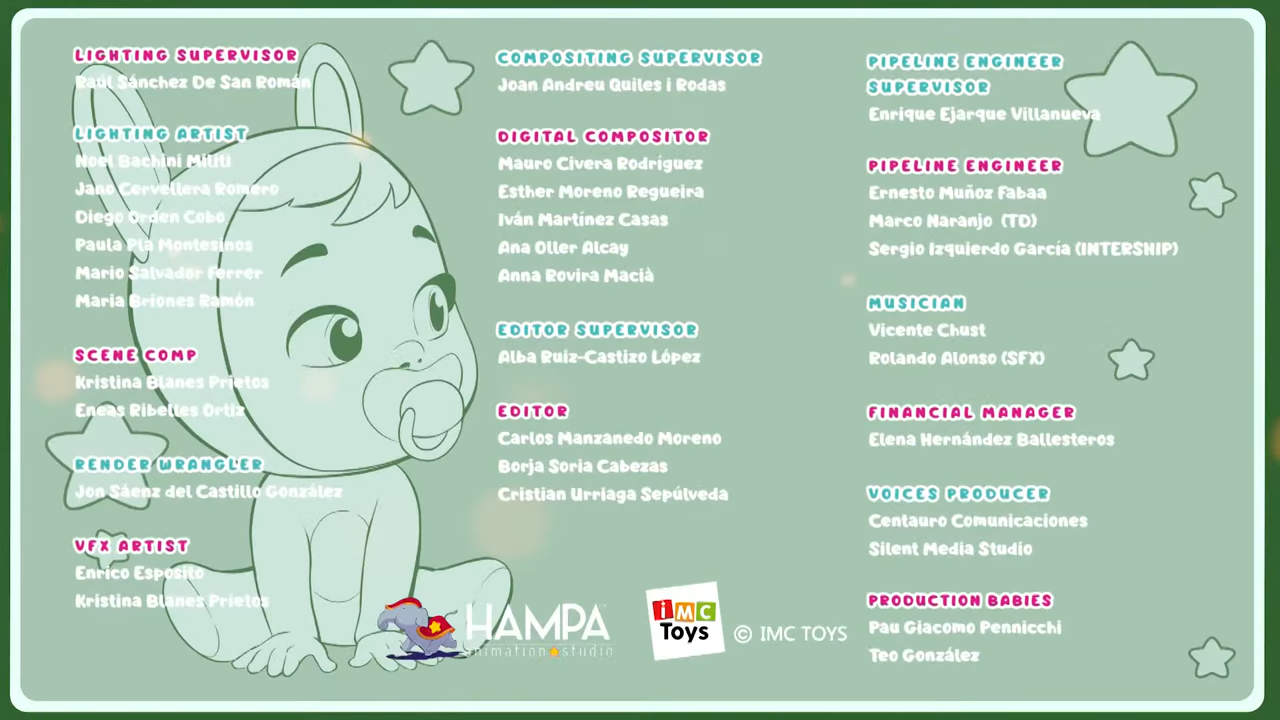 LIGHTING SUPERVISOR
Raúl Sánchez De San Román
LIGHTING ARTIST
Noel Bachini Militi
Jano Cervellera Romero
Diego Orden Cobo
Paula Pla Montesinos
Mario Salvador Ferrer
Maria Briones Ramón
SCENE COMP
Kristina Blanes Prietos
Eneas Ribelles Ortiz
RENDER WRANGLER
Jon Sáenz del Castillo González
VFX ARTIST
Enrico Esposito
Kristina Blanes Prietos
COMPOSITING SUPERVISOR
Joan Andreu Quiles i Rodas
DIGITAL COMPOSITOR
Mauro Civera Rodríguez
Esther Moreno Regueira
Iván Martínez Casas
Ana Oller Alcay
Anna Rovira Macià
EDITOR SUPERVISOR
Alba Ruiz-Castizo López
EDITOR
Carlos Manzanedo Moreno
Borja Soria Cabezas
Cristian Urriaga Sepúlveda
PIPELINE ENGINEER
SUPERVISOR
Enrique Ejarque Villanueva
PIPELINE ENGINEER
Ernesto Muñoz Fabaa
Marco Naranjo (TD)
Sergio Izquierdo García (INTERSHIP)
MUSICIAN
Vicente Chust
Rolando Alonso (SFX)
FINANCIAL MANAGER
Elena Hernández Ballesteros
VOICES PRODUCER
Centauro Comunicaciones
Silent Media Studio
PRODUCTION BABIES
Pau Giacomo Pennicchi
Teo González
HAMPA™
animation studio
iMC
Toys
© IMC TOYS